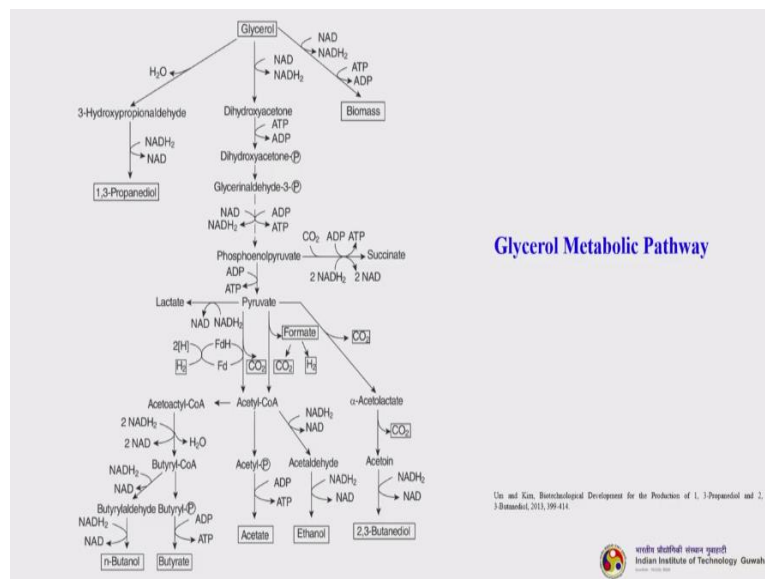 Glycerol
NAD
NADH₂
NAD
NADH₂
ATP
ADP
H₂O
3-Hydroxypropionaldehyde
Dihydroxyacetone
Biomass
NADH₂
NAD
ATP
ADP
Dihydroxyacetone-Ⓟ
1,3-Propanediol
Glycerinaldehyde-3-Ⓟ
NAD
ADP
NADH₂
ATP
CO₂ ADP ATP
Phosphoenolpyruvate
Succinate
2 NADH₂ 2 NAD
ADP
ATP
Glycerol Metabolic Pathway
Lactate
Pyruvate
NAD NADH₂
Formate
CO₂
2[H]
FdH
H₂
Fd
CO₂
CO₂
H₂
Acetoactyl-CoA
Acetyl-CoA
α-Acetolactate
2 NADH₂
2 NAD
H₂O
NADH₂
NAD
CO₂
Butyryl-CoA
Acetyl-Ⓟ
Acetaldehyde
Acetoin
NADH₂
NAD
ADP
ATP
NADH₂
NAD
NADH₂
NAD
Butyrylaldehyde Butyryl-Ⓟ
NADH₂
NAD
ADP
ATP
n-Butanol
Butyrate
Acetate
Ethanol
2,3-Butanediol
Um and Kim, Biotechnological Development for the Production of 1, 3-Propanediol and 2,
3-Butanediol, 2013, 399-414.
भारतीय प्रौद्योगिकी संस्थान गुवाहाटी
Indian Institute of Technology Guwah